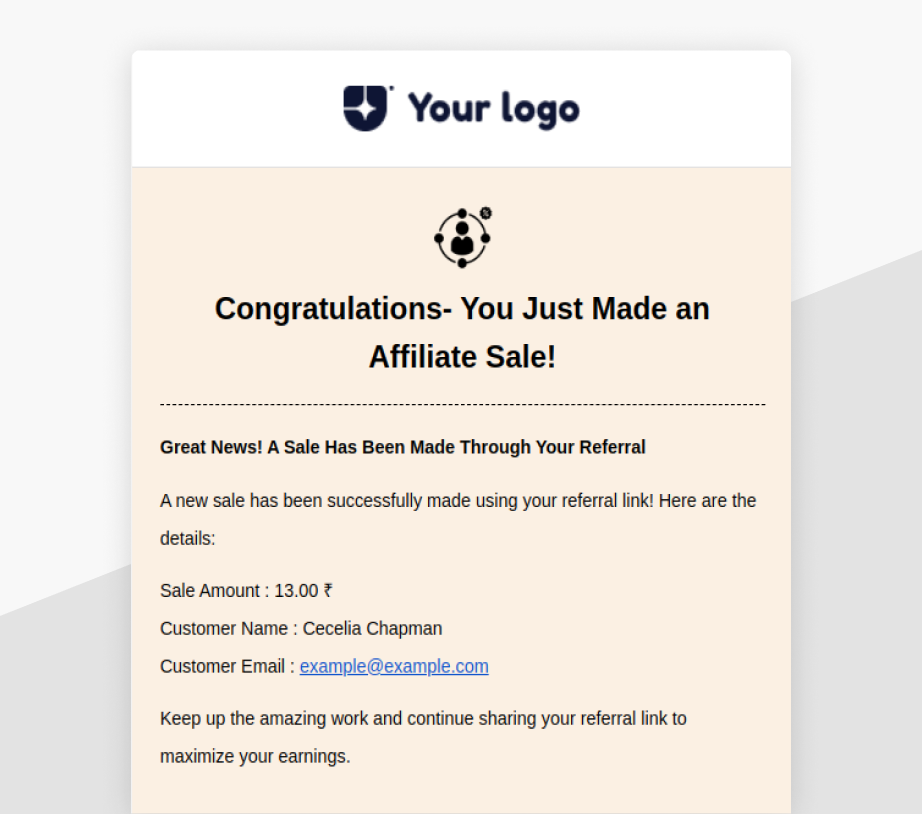 Your logo
Congratulations- You Just Made an
Affiliate Sale!
Great News! A Sale Has Been Made Through Your Referral
A new sale has been successfully made using your referral link! Here are the
details:
Sale Amount : 13.00 ₹
Customer Name : Cecelia Chapman
Customer Email : example@example.com
Keep up the amazing work and continue sharing your referral link to
maximize your earnings.